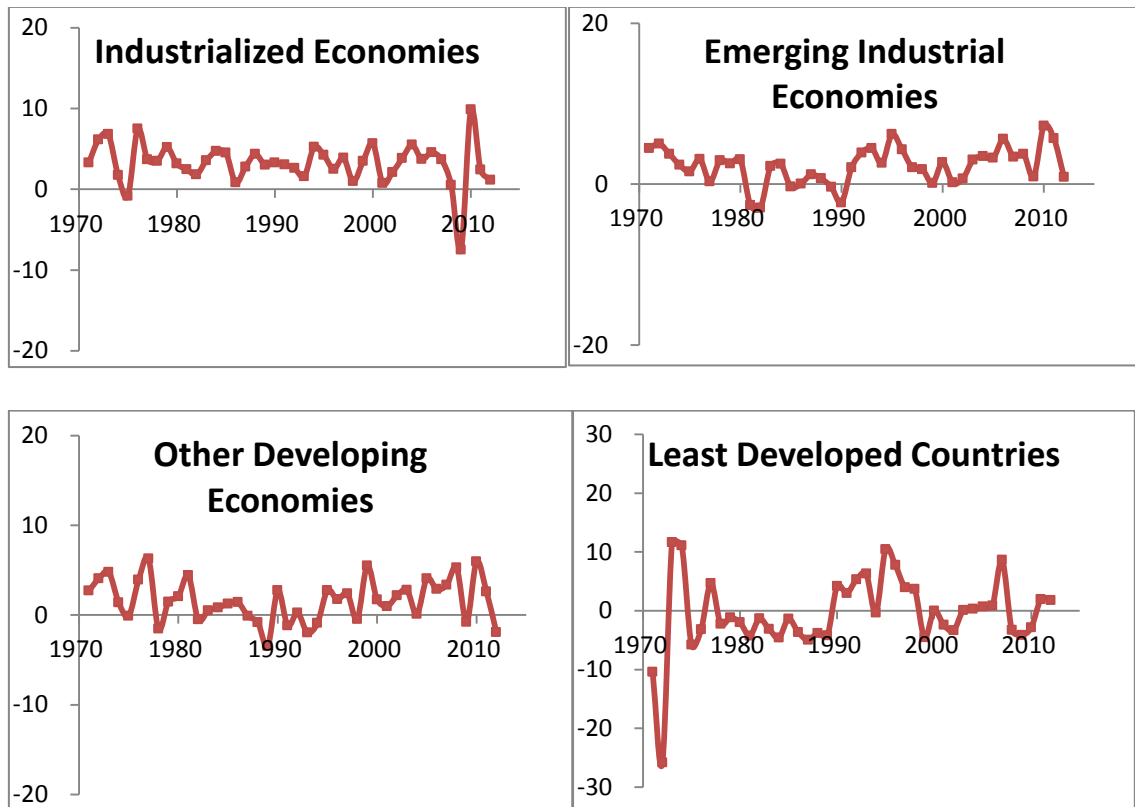 Industrialized Economies
20
10
0
-10
-20
1970 1980 1990 2000 2010
Emerging Industrial
Economies
20
0
-20
1970 1980 1990 2000 2010
Other Developing
Economies
20
10
0
-10
-20
1970 1980 1990 2000 2010
Least Developed Countries
30
20
10
0
-10
-20
-30
1970 1980 1990 2000 2010